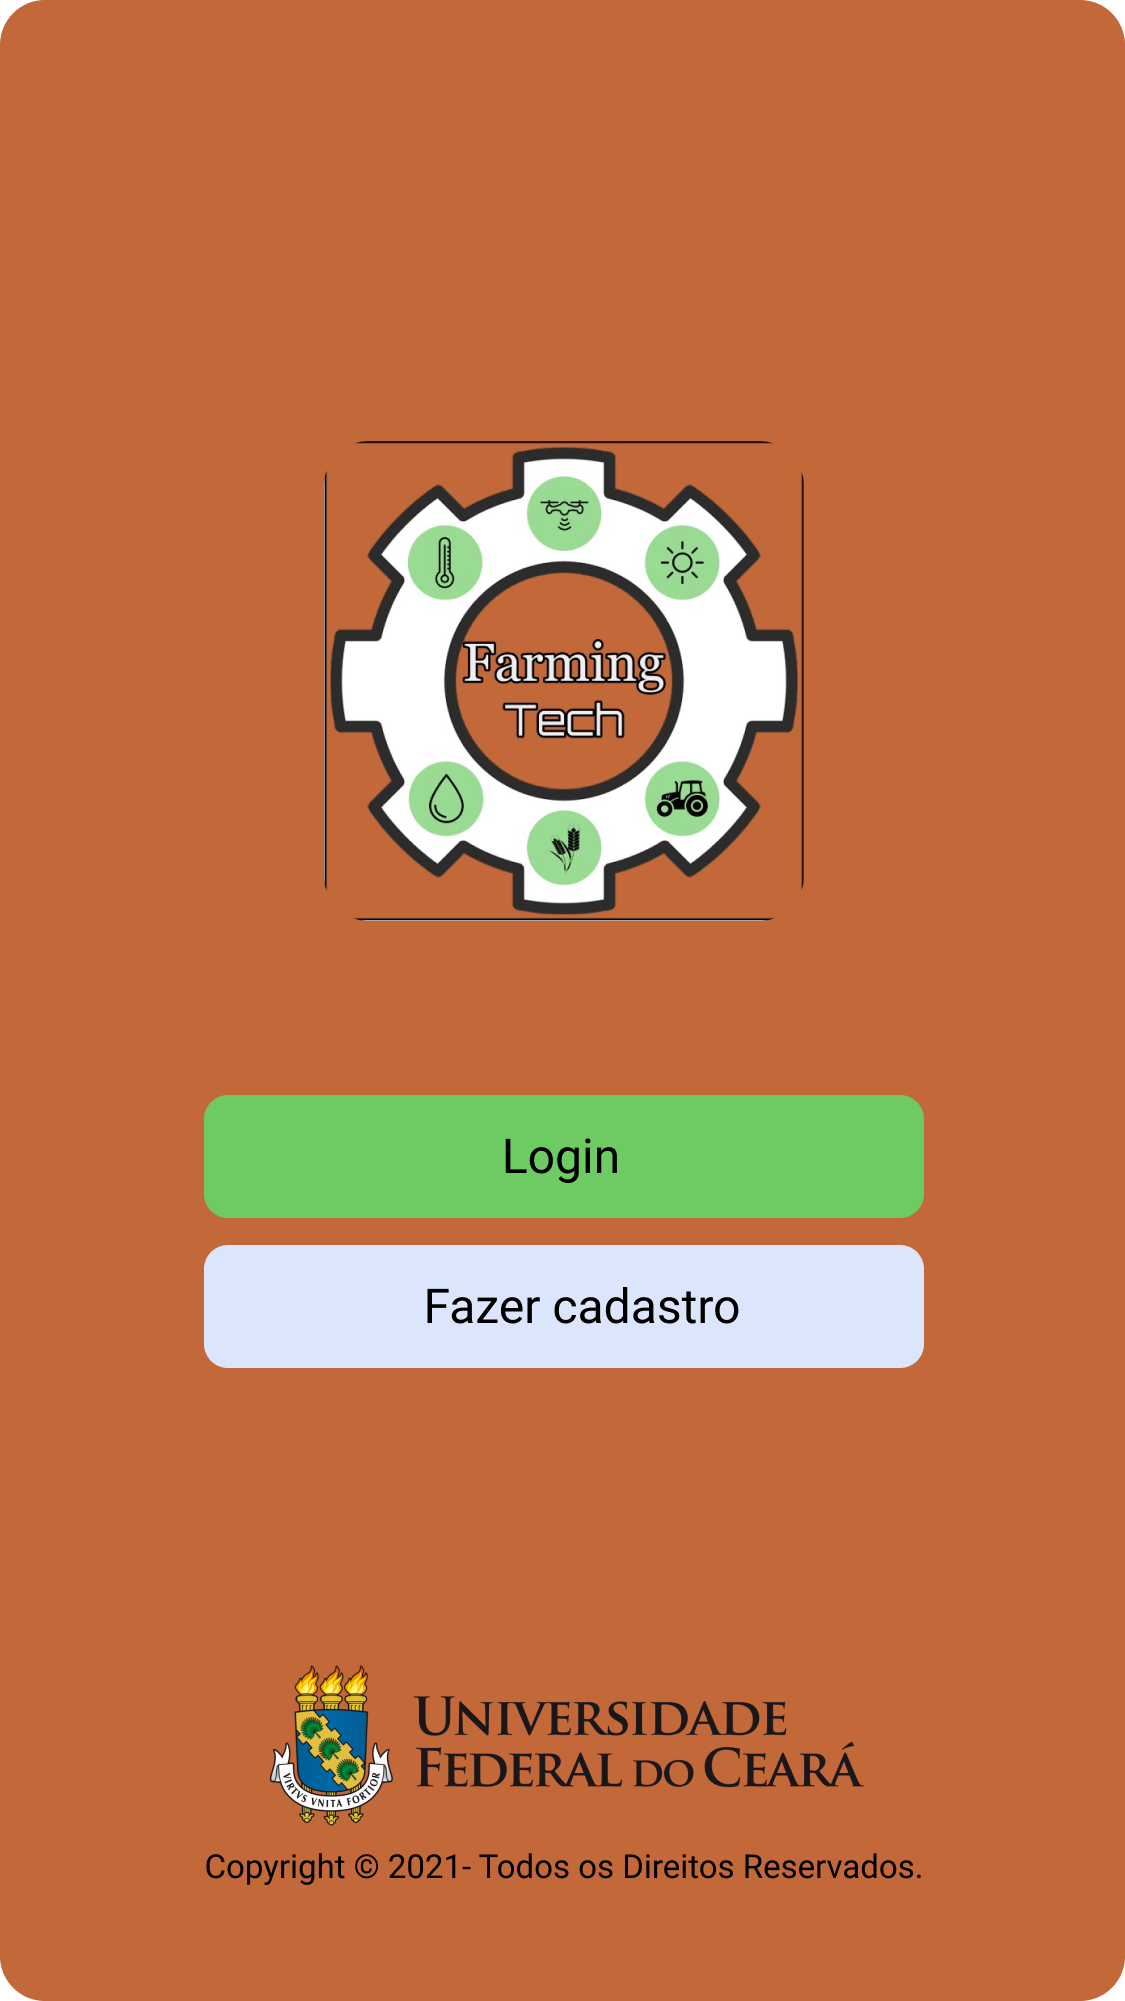 Farming
Tech
Login
Fazer cadastro
UNIVERSIDADE
FEDERAL DO CEARÁ
VIRTVS VNITA FORTIOR
Copyright © 2021- Todos os Direitos Reservados.